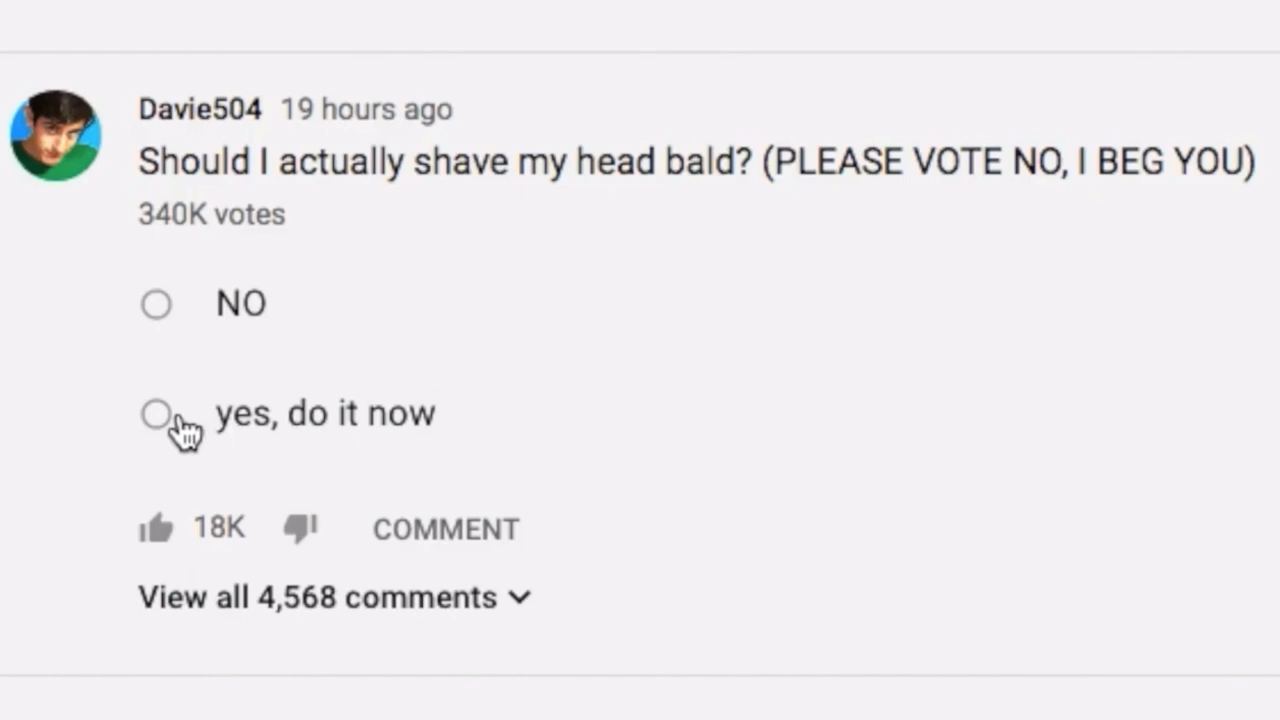 Davie504 19 hours ago
Should I actually shave my head bald? (PLEASE VOTE NO, I BEG YOU)
340K votes
NO
yes, do it now
18K COMMENT
View all 4,568 comments